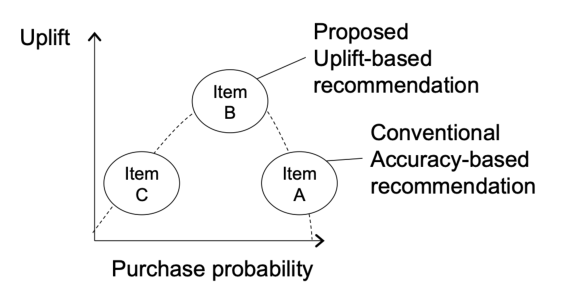 Uplift
Proposed
Uplift-based
recommendation
Item
B
Conventional
Accuracy-based
recommendation
Item
C
Item
A
Purchase probability